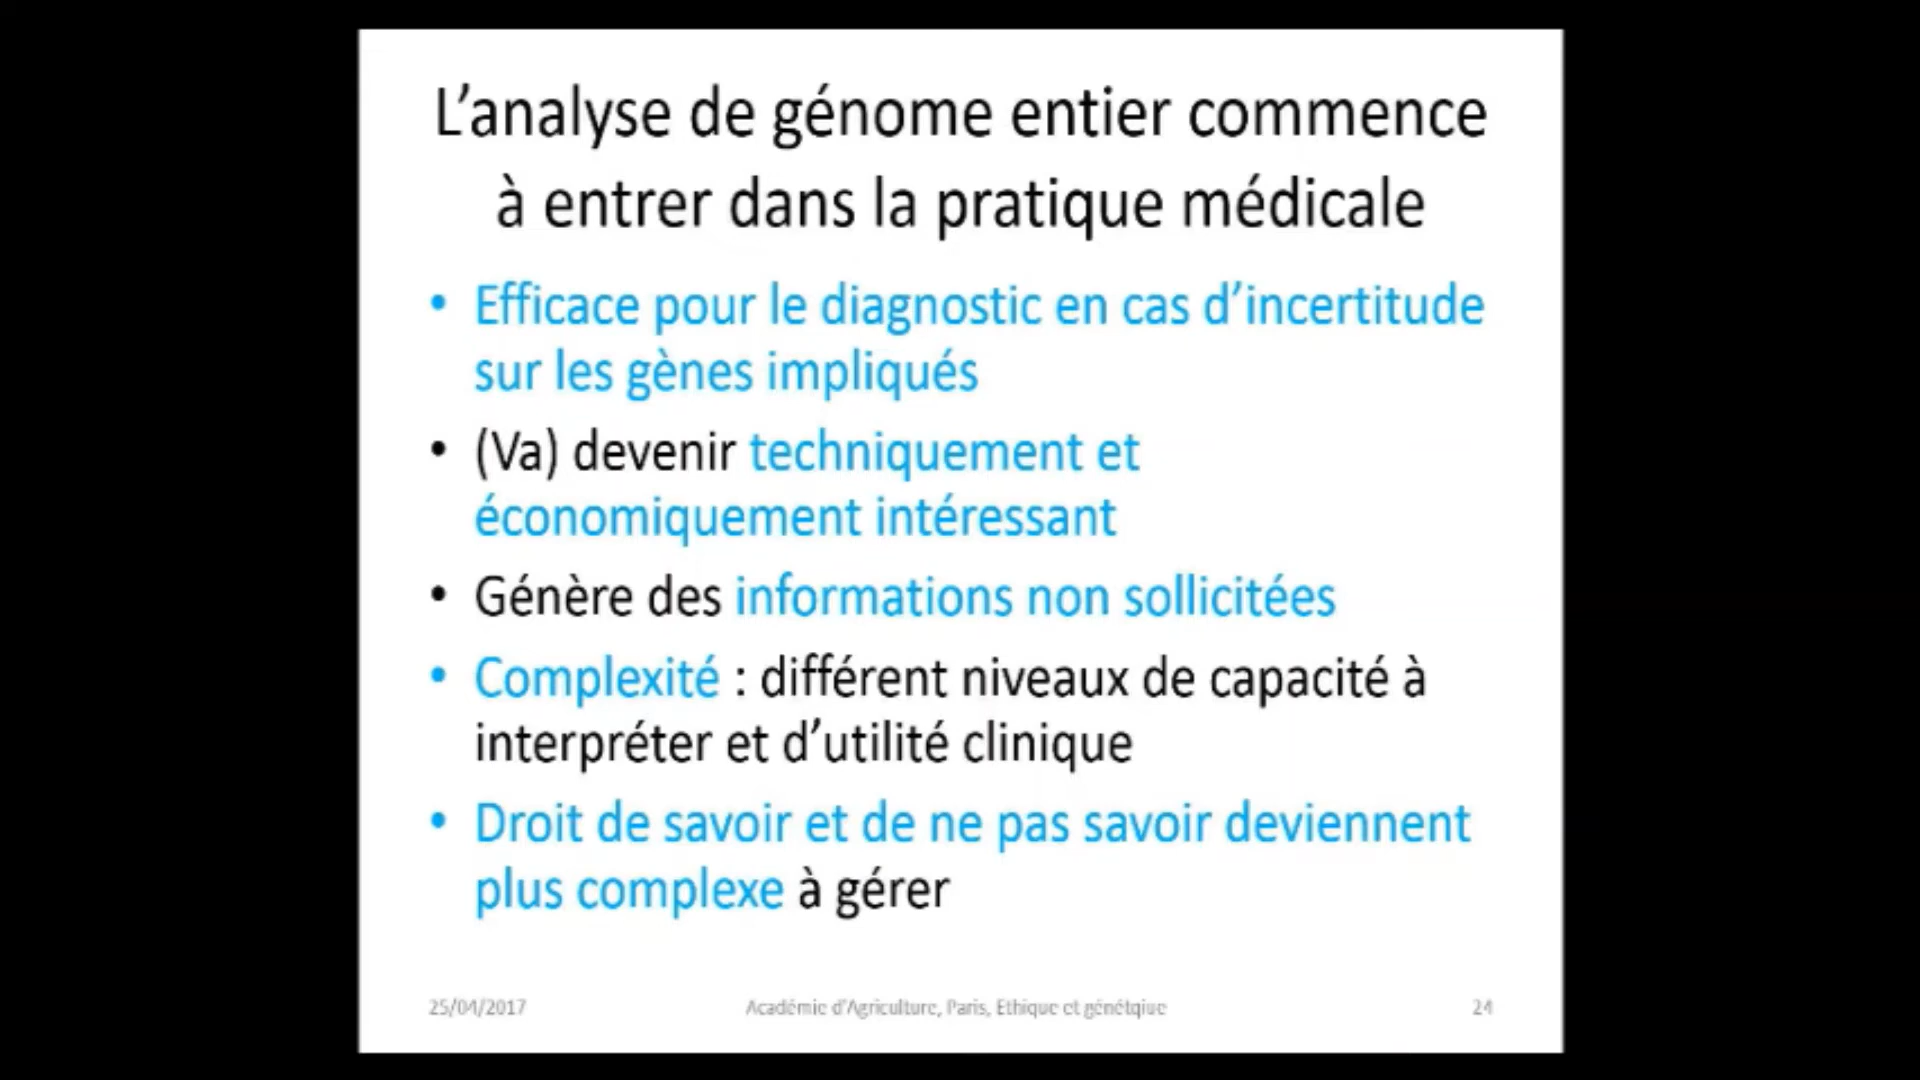 L’analyse de génome entier commence
à entrer dans la pratique médicale
• Efficace pour le diagnostic en cas d’incertitude
sur les gènes impliqués
• (Va) devenir techniquement et
économiquement intéressant
• Génère des informations non sollicitées
• Complexité : différent niveaux de capacité à
interpréter et d’utilité clinique
• Droit de savoir et de ne pas savoir deviennent
plus complexe à gérer
25/04/2017 Académie d’Agriculture, Paris, Ethique et génétqiue 24